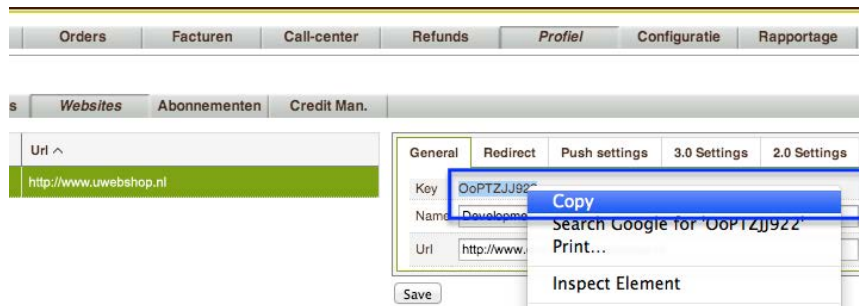 Orders Facturen Call-center Refunds Profiel Configuratie Rapportage
s Websites Abonnementen Credit Man.
Url
http://www.uwebshop.nl
General Redirect Push settings 3.0 Settings 2.0 Settings
Key OoPTZJJ922
Name Developme
Url http://www.
Save
Copy
Search Google for 'OoPTZJJ922'
Print...
Inspect Element